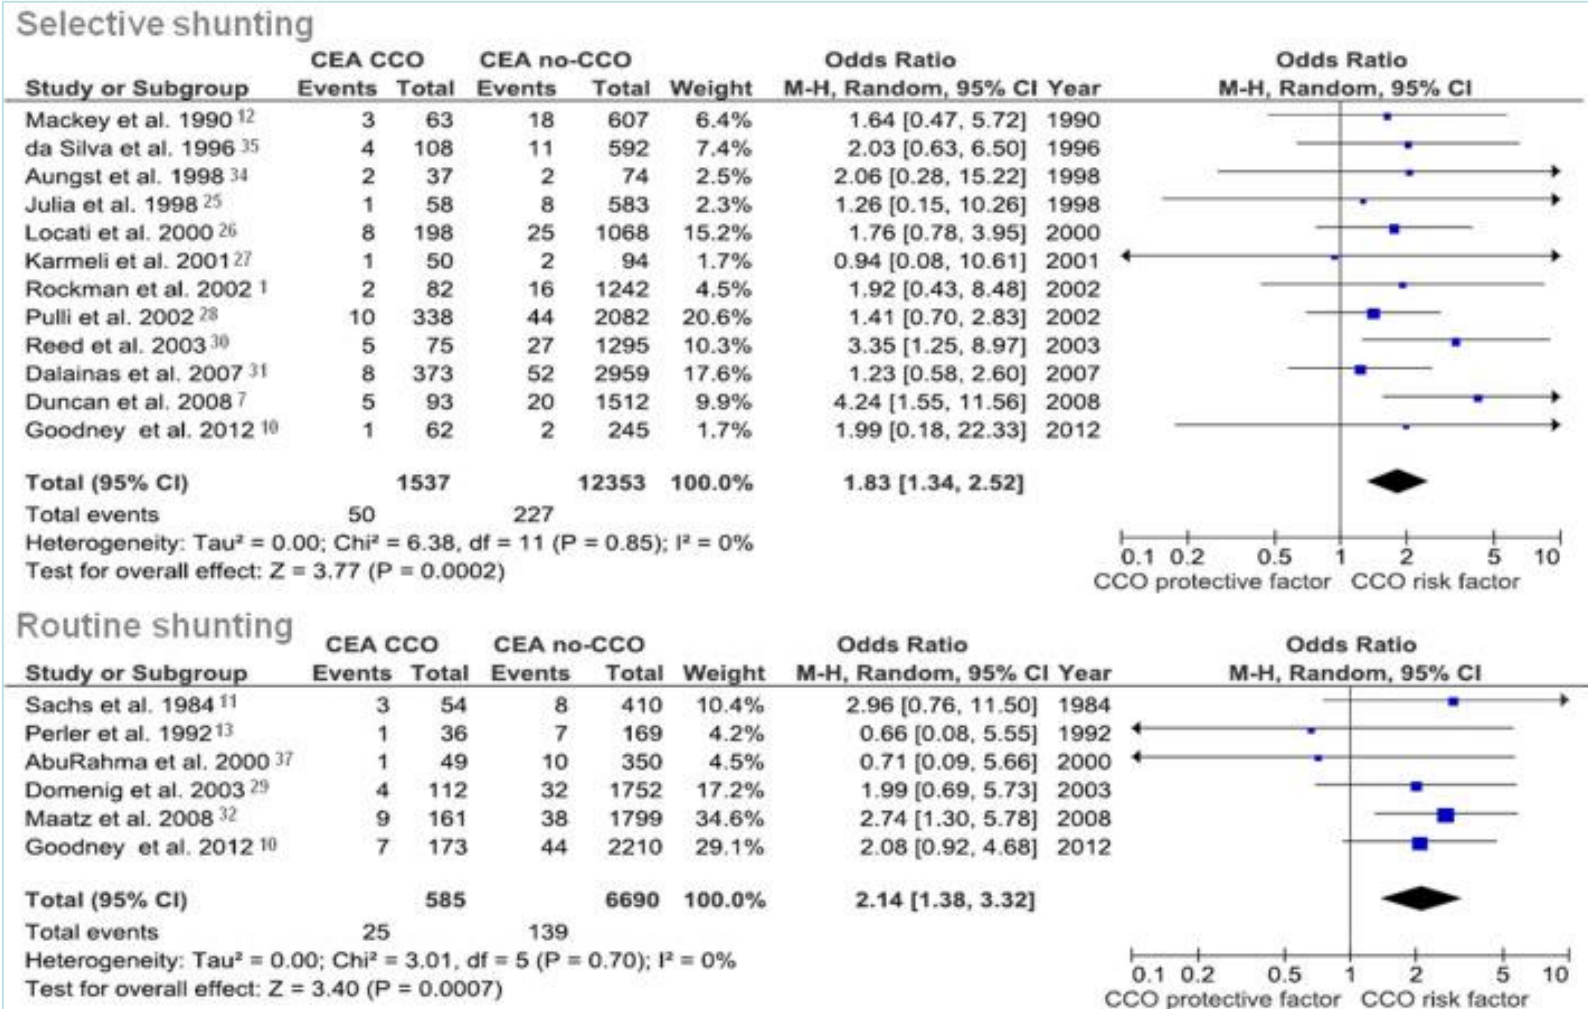 Selective shunting
CEA CCO CEA no-CCO Odds Ratio Odds Ratio
Study or Subgroup Events Total Events Total Weight M-H, Random, 95% CI Year M-H, Random, 95% CI
Mackey et al. 1990 12 3 63 18 607 6.4% 1.64 [0.47, 5.72] 1990
da Silva et al. 1996 35 4 108 11 592 7.4% 2.03 [0.63, 6.50] 1996
Aungst et al. 1998 34 2 37 2 74 2.5% 2.06 [0.28, 15.22] 1998
Julia et al. 1998 25 1 58 8 583 2.3% 1.26 [0.15, 10.26] 1998
Locati et al. 2000 26 8 198 25 1068 15.2% 1.76 [0.78, 3.95] 2000
Karmeli et al. 2001 27 1 50 2 94 1.7% 0.94 [0.08, 10.61] 2001
Rockman et al. 2002 1 2 82 16 1242 4.5% 1.92 [0.43, 8.48] 2002
Pulli et al. 2002 28 10 338 44 2082 20.6% 1.41 [0.70, 2.83] 2002
Reed et al. 2003 30 5 75 27 1295 10.3% 3.35 [1.25, 8.97] 2003
Dalainas et al. 2007 31 8 373 52 2959 17.6% 1.23 [0.58, 2.60] 2007
Duncan et al. 2008 7 5 93 20 1512 9.9% 4.24 [1.55, 11.56] 2008
Goodney et al. 2012 10 1 62 2 245 1.7% 1.99 [0.18, 22.33] 2012
Total (95% CI) 1537 12353 100.0% 1.83 [1.34, 2.52]
Total events 50 227
Heterogeneity: Tau² = 0.00; Chi² = 6.38, df = 11 (P = 0.85); I² = 0%
Test for overall effect: Z = 3.77 (P = 0.0002)
0.1 0.2 0.5 1 2 5 10
CCO protective factor CCO risk factor
Routine shunting
CEA CCO CEA no-CCO Odds Ratio Odds Ratio
Study or Subgroup Events Total Events Total Weight M-H, Random, 95% CI Year M-H, Random, 95% CI
Sachs et al. 1984 11 3 54 8 410 10.4% 2.96 [0.76, 11.50] 1984
Perler et al. 1992 13 1 36 7 169 4.2% 0.66 [0.08, 5.55] 1992
AbuRahma et al. 2000 37 1 49 10 350 4.5% 0.71 [0.09, 5.66] 2000
Domenig et al. 2003 29 4 112 32 1752 17.2% 1.99 [0.69, 5.73] 2003
Maatz et al. 2008 32 9 161 38 1799 34.6% 2.74 [1.30, 5.78] 2008
Goodney et al. 2012 10 7 173 44 2210 29.1% 2.08 [0.92, 4.68] 2012
Total (95% CI) 585 6690 100.0% 2.14 [1.38, 3.32]
Total events 25 139
Heterogeneity: Tau² = 0.00; Chi² = 3.01, df = 5 (P = 0.70); I² = 0%
Test for overall effect: Z = 3.40 (P = 0.0007)
0.1 0.2 0.5 1 2 5 10
CCO protective factor CCO risk factor